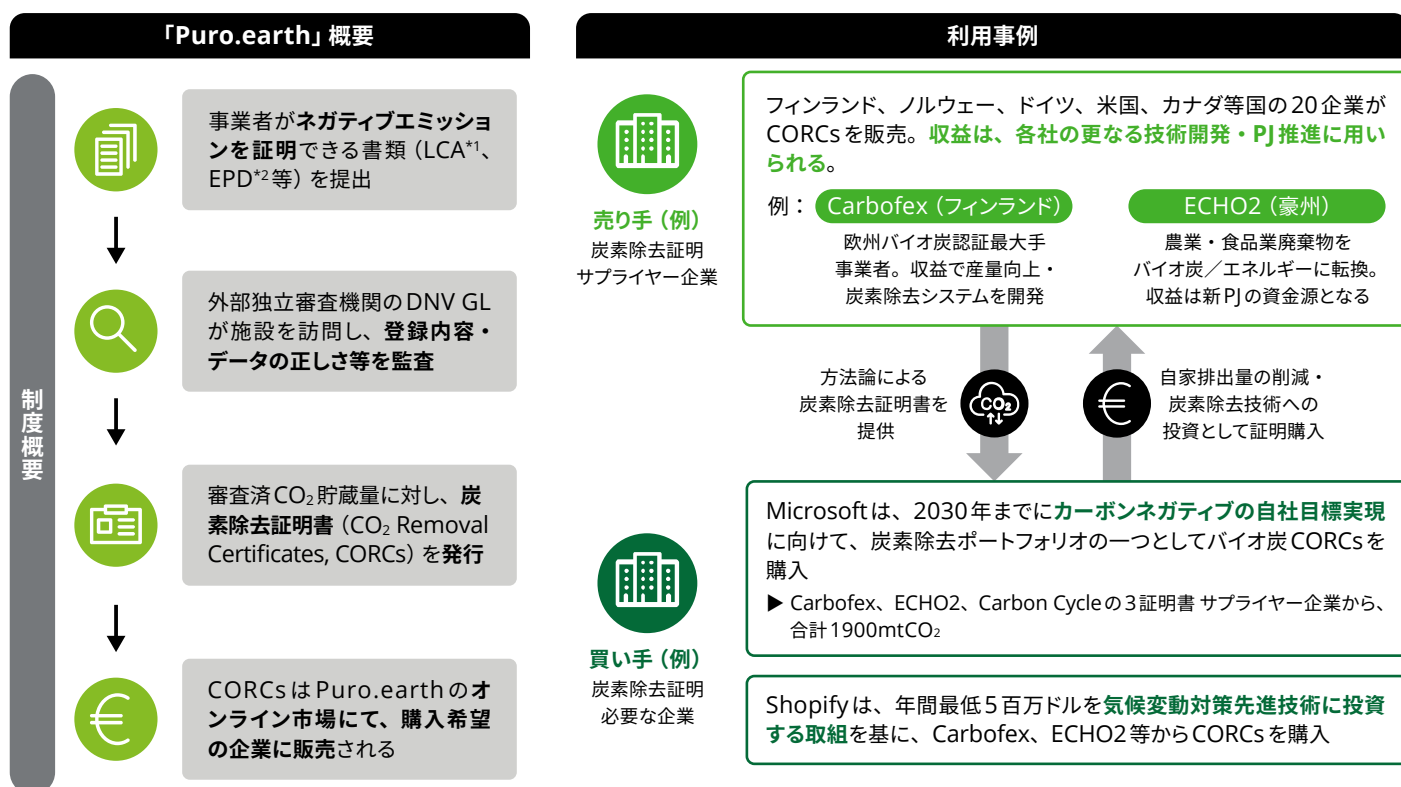 「Puro.earth」概要
制度概要
事業者がネガティブエミッショ
ンを証明できる書類（LCA*1、
EPD*2等）を提出
外部独立審査機関のDNV GL
が施設を訪問し、登録内容・
データの正しさ等を監査
審査済CO₂貯蔵量に対し、炭
素除去証明書（CO₂ Removal
Certificates, CORCs）を発行
CORCsはPuro.earthのオ
ンライン市場にて、購入希望
の企業に販売される
利用事例
売り手（例）
炭素除去証明
サプライヤー企業
フィンランド、ノルウェー、ドイツ、米国、カナダ等国の20企業が
CORCsを販売。収益は、各社の更なる技術開発・PJ推進に用い
られる。
例： Carbofex（フィンランド）
欧州バイオ炭認証最大手
事業者。収益で産量向上・
炭素除去システムを開発
ECHO2（豪州）
農業・食品業廃棄物を
バイオ炭／エネルギーに転換。
収益は新PJの資金源となる
方法論による
炭素除去証明書を
提供
CO₂
自家排出量の削減・
炭素除去技術への
投資として証明購入
買い手（例）
炭素除去証明
必要な企業
Microsoftは、2030年までにカーボンネガティブの自社目標実現
に向けて、炭素除去ポートフォリオの一つとしてバイオ炭CORCsを
購入
▶ Carbofex、ECHO2、Carbon Cycleの3証明書 サプライヤー企業から、
合計1900mtCO₂
Shopifyは、年間最低5百万ドルを気候変動対策先進技術に投資
する取組を基に、Carbofex、ECHO2等からCORCsを購入